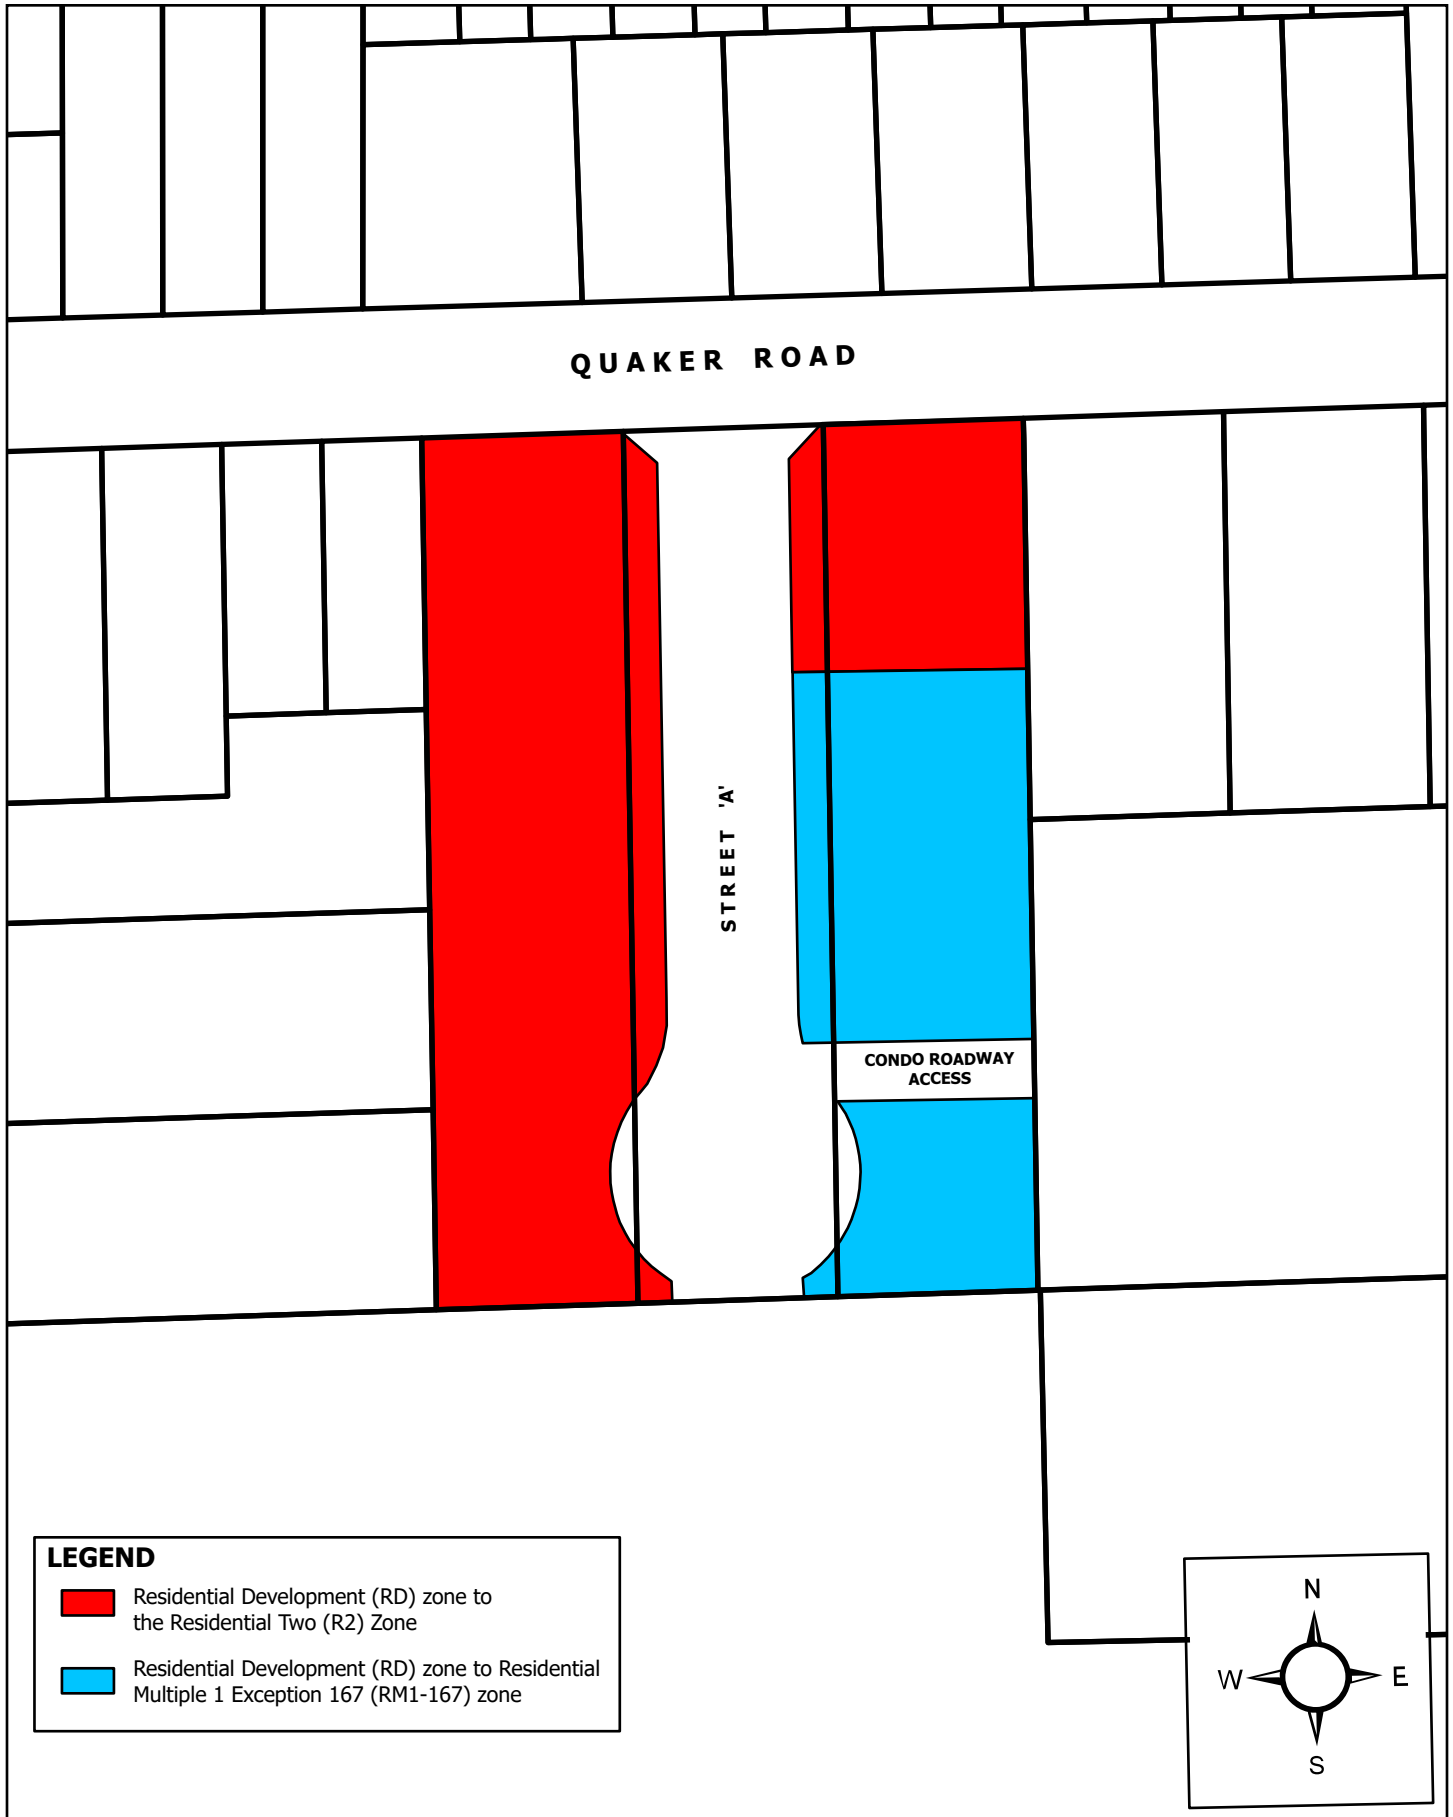 QUAKER ROAD
STREET 'A'
CONDO ROADWAY
ACCESS
LEGEND
Residential Development (RD) zone to
the Residential Two (R2) Zone
Residential Development (RD) zone to Residential
Multiple 1 Exception 167 (RM1-167) zone
N
W E
S